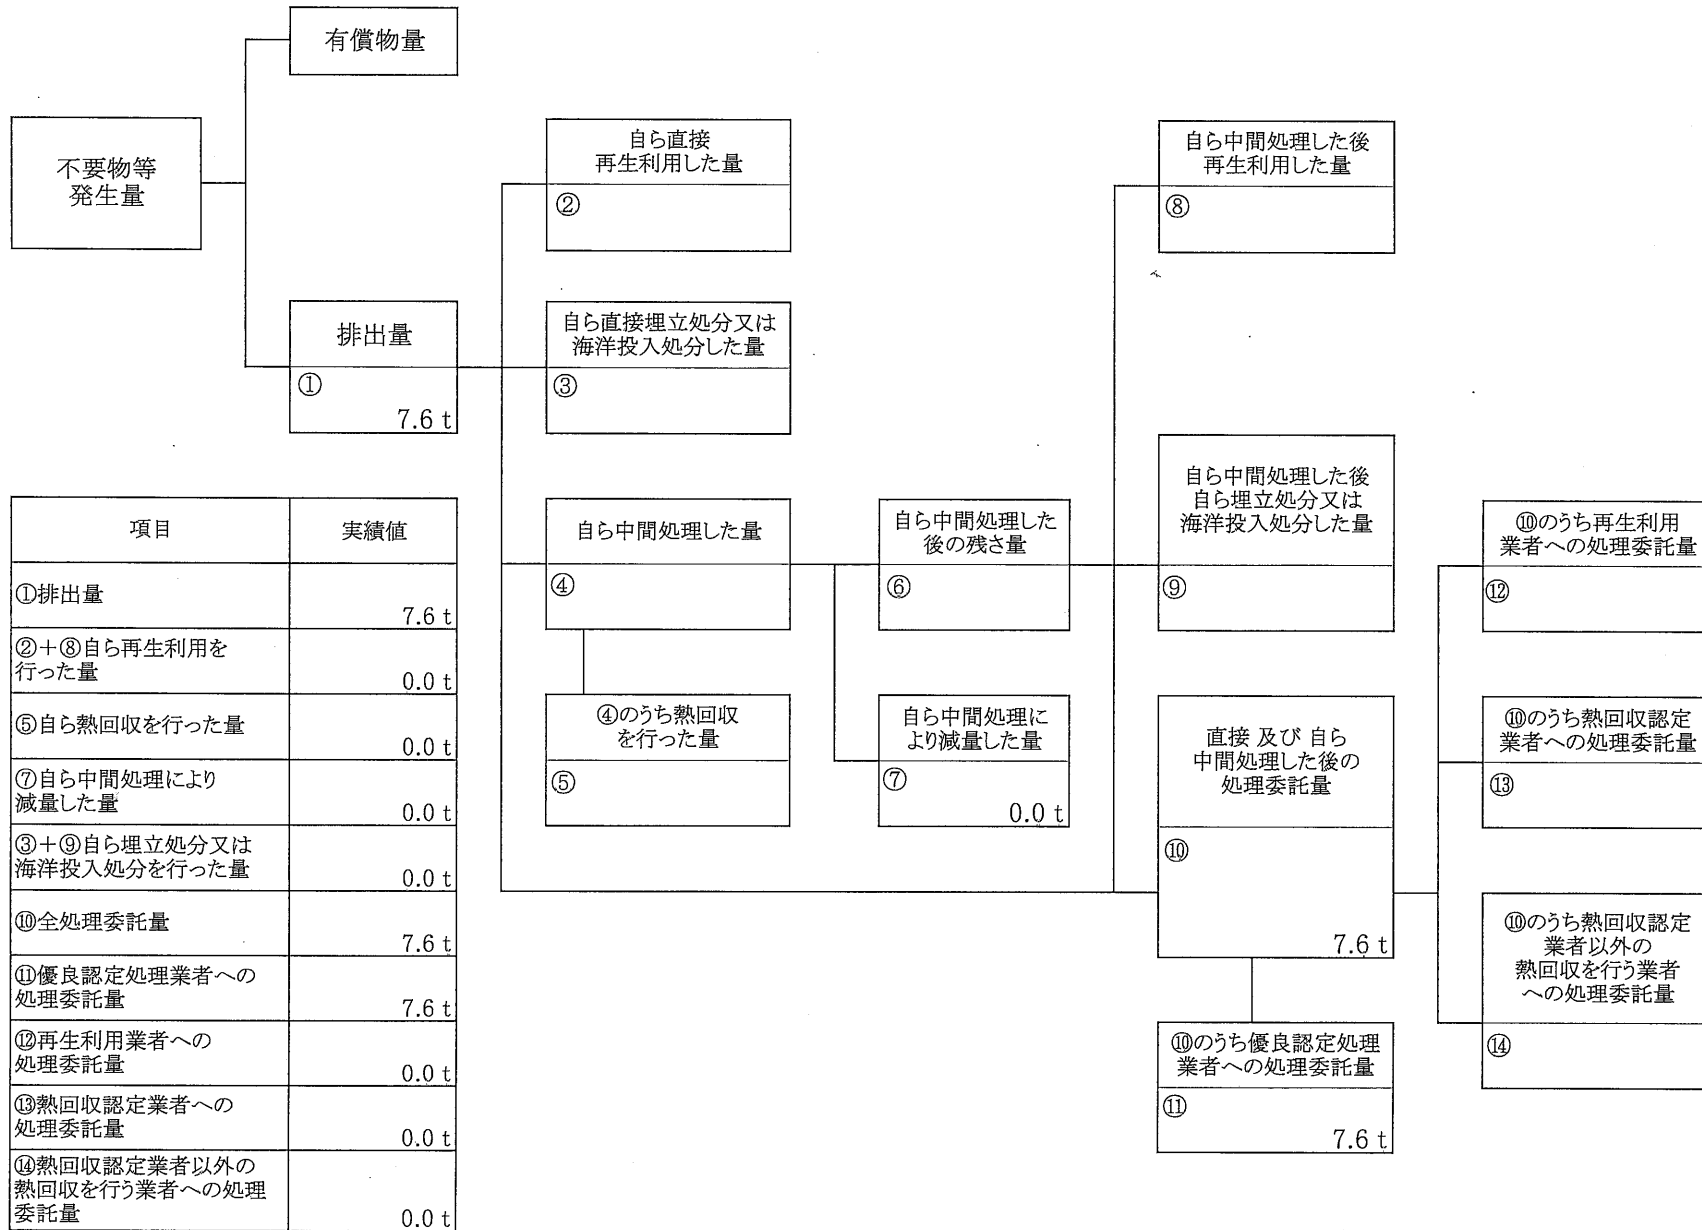 有償物量
不要物等
発生量
自ら直接
再生利用した量
②
自ら中間処理した後
再生利用した量
⑧
排出量
①
7.6 t
自ら直接埋立処分又は
海洋投入処分した量
③
自ら中間処理した量
④
自ら中間処理した
後の残さ量
⑥
自ら中間処理した後
自ら埋立処分又は
海洋投入処分した量
⑨
⑩のうち再生利用
業者への処理委託量
⑫
④のうち熱回収
を行った量
⑤
自ら中間処理に
より減量した量
⑦
0.0 t
直接 及び 自ら
中間処理した後の
処理委託量
⑩
7.6 t
⑩のうち熱回収認定
業者への処理委託量
⑬
⑩のうち熱回収認定
業者以外の
熱回収を行う業者
への処理委託量
⑭
⑩のうち優良認定処理
業者への処理委託量
⑪
7.6 t
項目 実績値
①排出量
7.6 t
②+⑧自ら再生利用を
行った量
0.0 t
⑤自ら熱回収を行った量
0.0 t
⑦自ら中間処理により
減量した量
0.0 t
③+⑨自ら埋立処分又は
海洋投入処分を行った量
0.0 t
⑩全処理委託量
7.6 t
⑪優良認定処理業者への
処理委託量
7.6 t
⑫再生利用業者への
処理委託量
0.0 t
⑬熱回収認定業者への
処理委託量
0.0 t
⑭熱回収認定業者以外の
熱回収を行う業者への処理
委託量
0.0 t